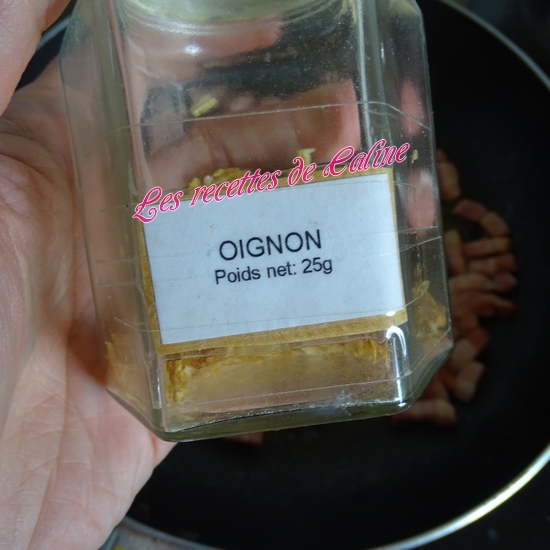 Les recettes de Caline
OIGNON
Poids net: 25g